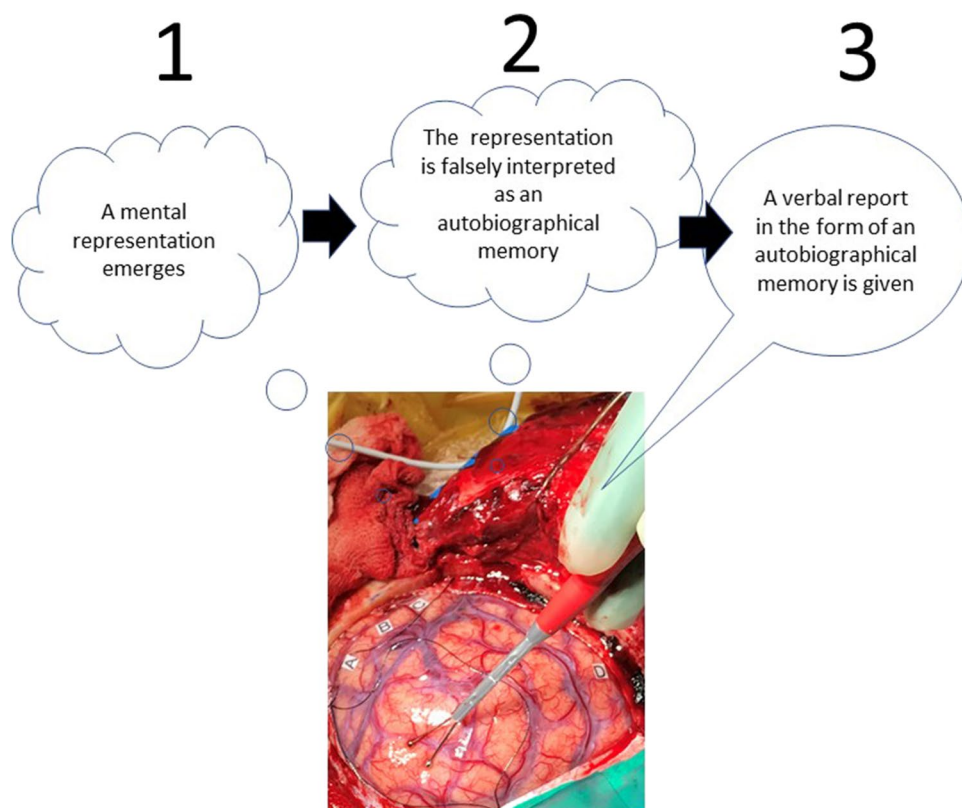 1
2
3
A mental
representation
emerges
The representation
is falsely interpreted
as an
autobiographical
memory
A verbal report
in the form of an
autobiographical
memory is given
A
B
C
D